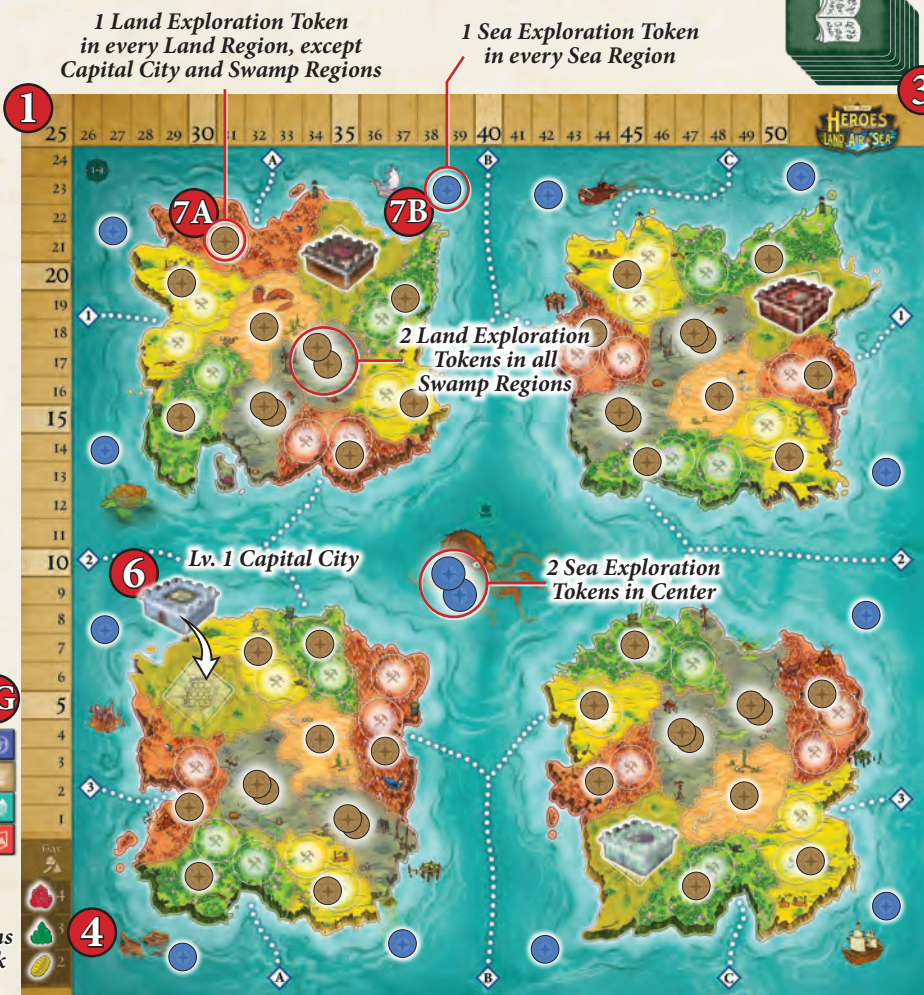 1 Land Exploration Token
in every Land Region, except
Capital City and Swamp Regions
1 Sea Exploration Token
in every Sea Region
1
3
25 26 27 28 29 30 31 32 33 34 35 36 37 38 39 40 41 42 43 44 45 46 47 48 49 50
HEROES
LAND AIR & SEA
24
A
B
C
23
7A
7B
22
21
20
19
1
1
18
2 Land Exploration
Tokens in all
Swamp Regions
17
16
15
14
13
12
11
10
2
2
6
Lv. 1 Capital City
2 Sea Exploration
Tokens in Center
9
8
7
6
5
G
4
3
2
3
3
1
4
3
2
4
A
B
C